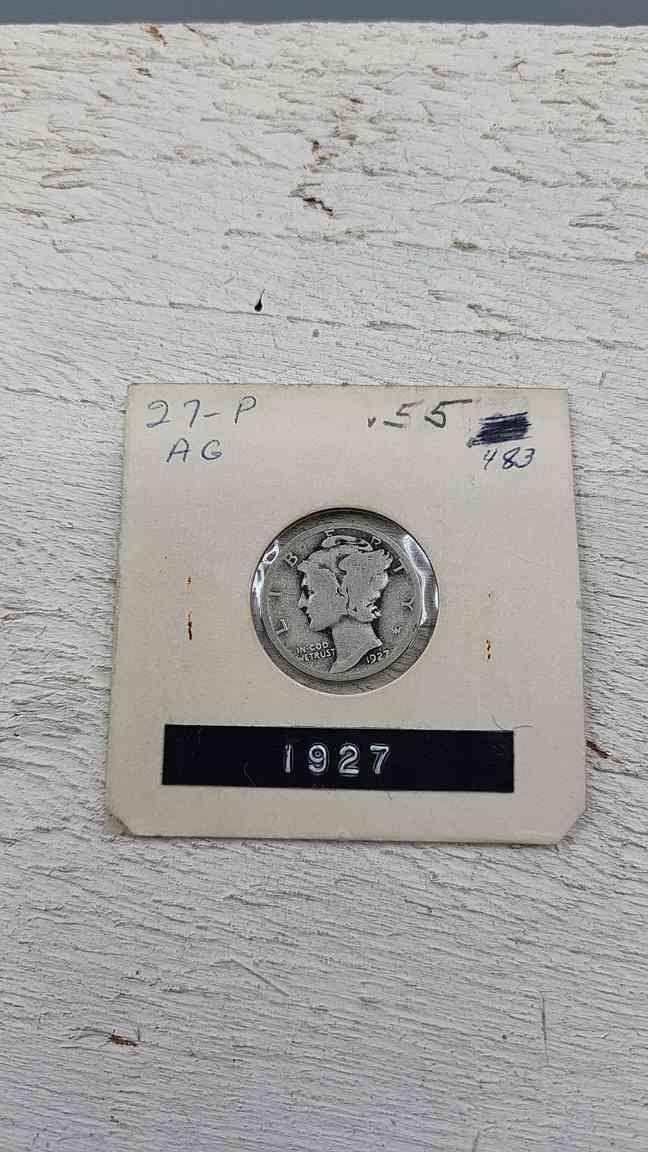 27-P .55
AG 483
LIBERTY
IN GOD
WE TRUST
1927
1927